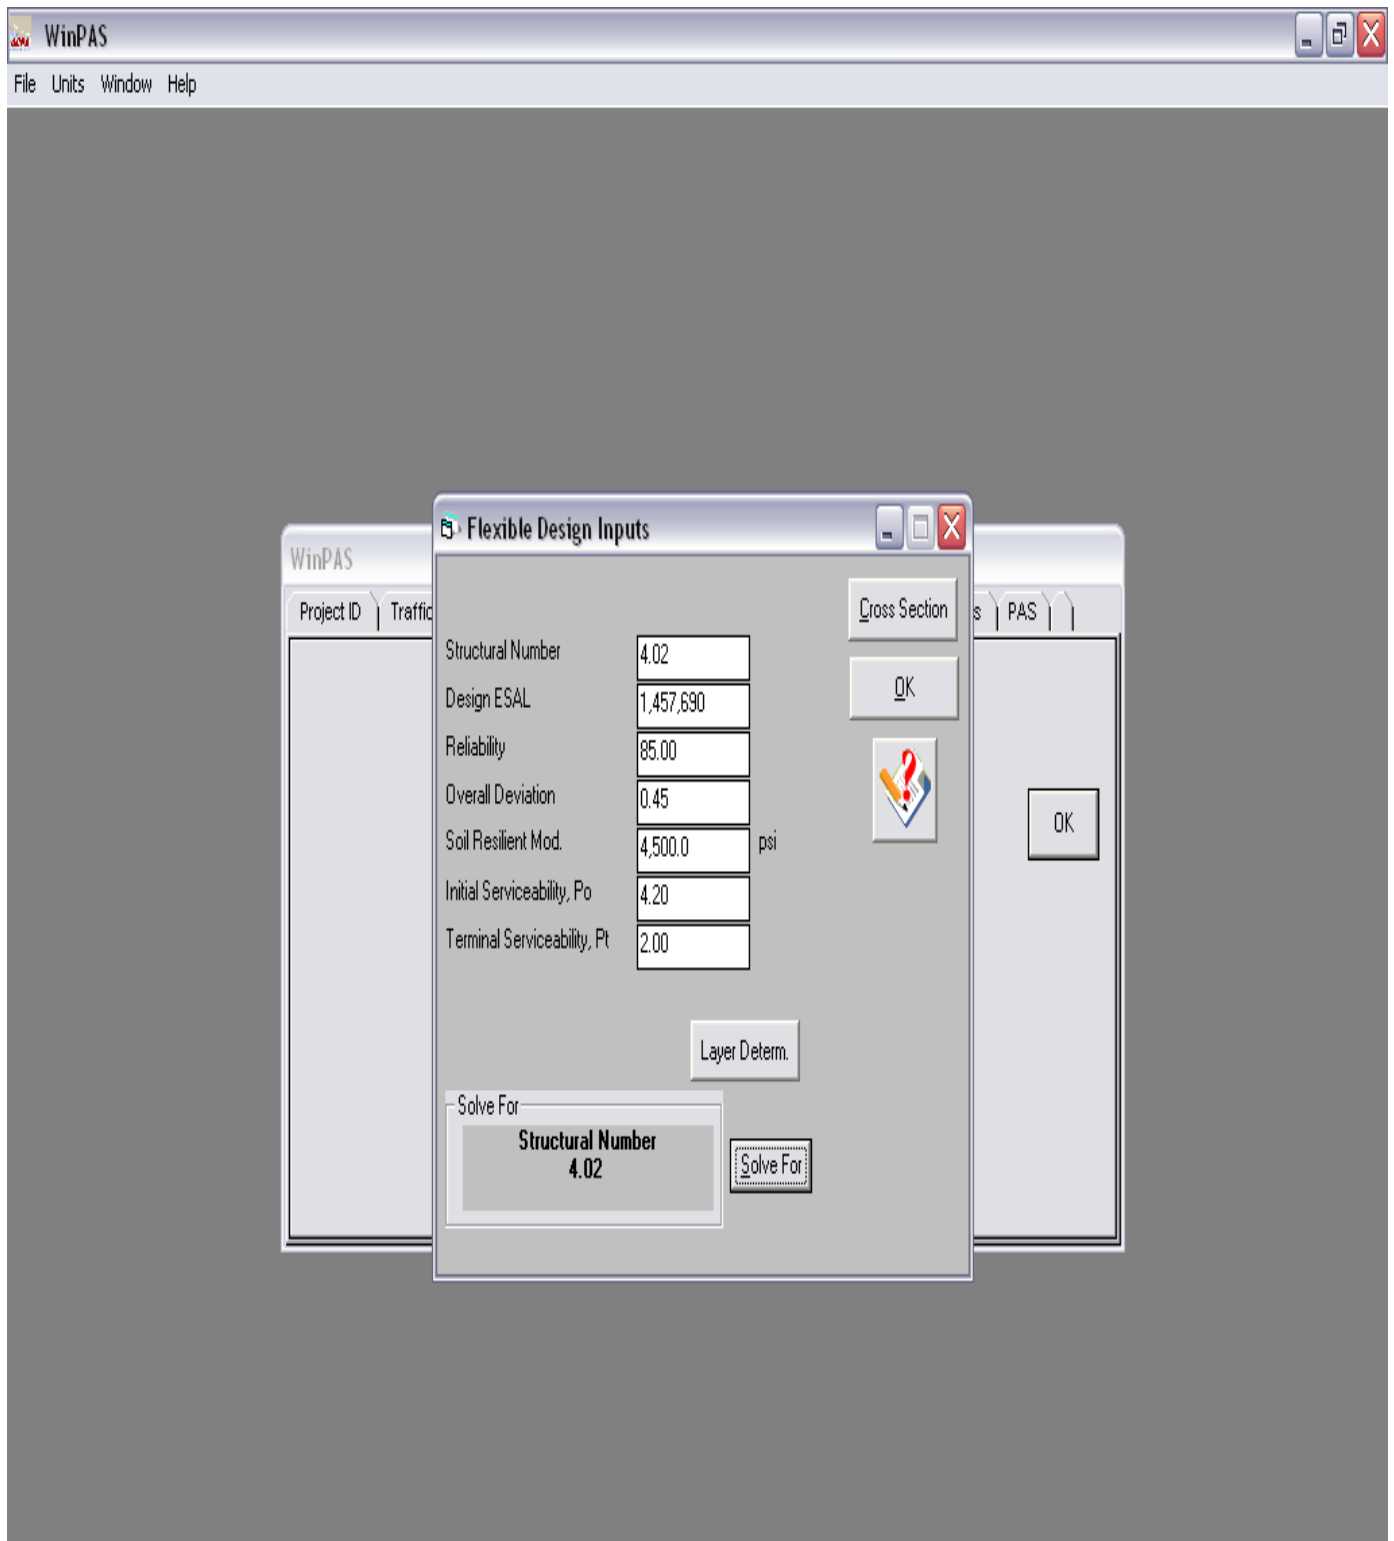 WinPAS
File Units Window Help
Flexible Design Inputs
WinPAS
Project ID Traffic
s PAS
Cross Section
OK
Structural Number 4.02
Design ESAL 1,457,690
Reliability 85.00
Overall Deviation 0.45
Soil Resilient Mod. 4,500.0 psi
Initial Serviceability, Po 4.20
Terminal Serviceability, Pt 2.00
OK
Layer Determ.
Solve For
Structural Number
4.02
Solve For